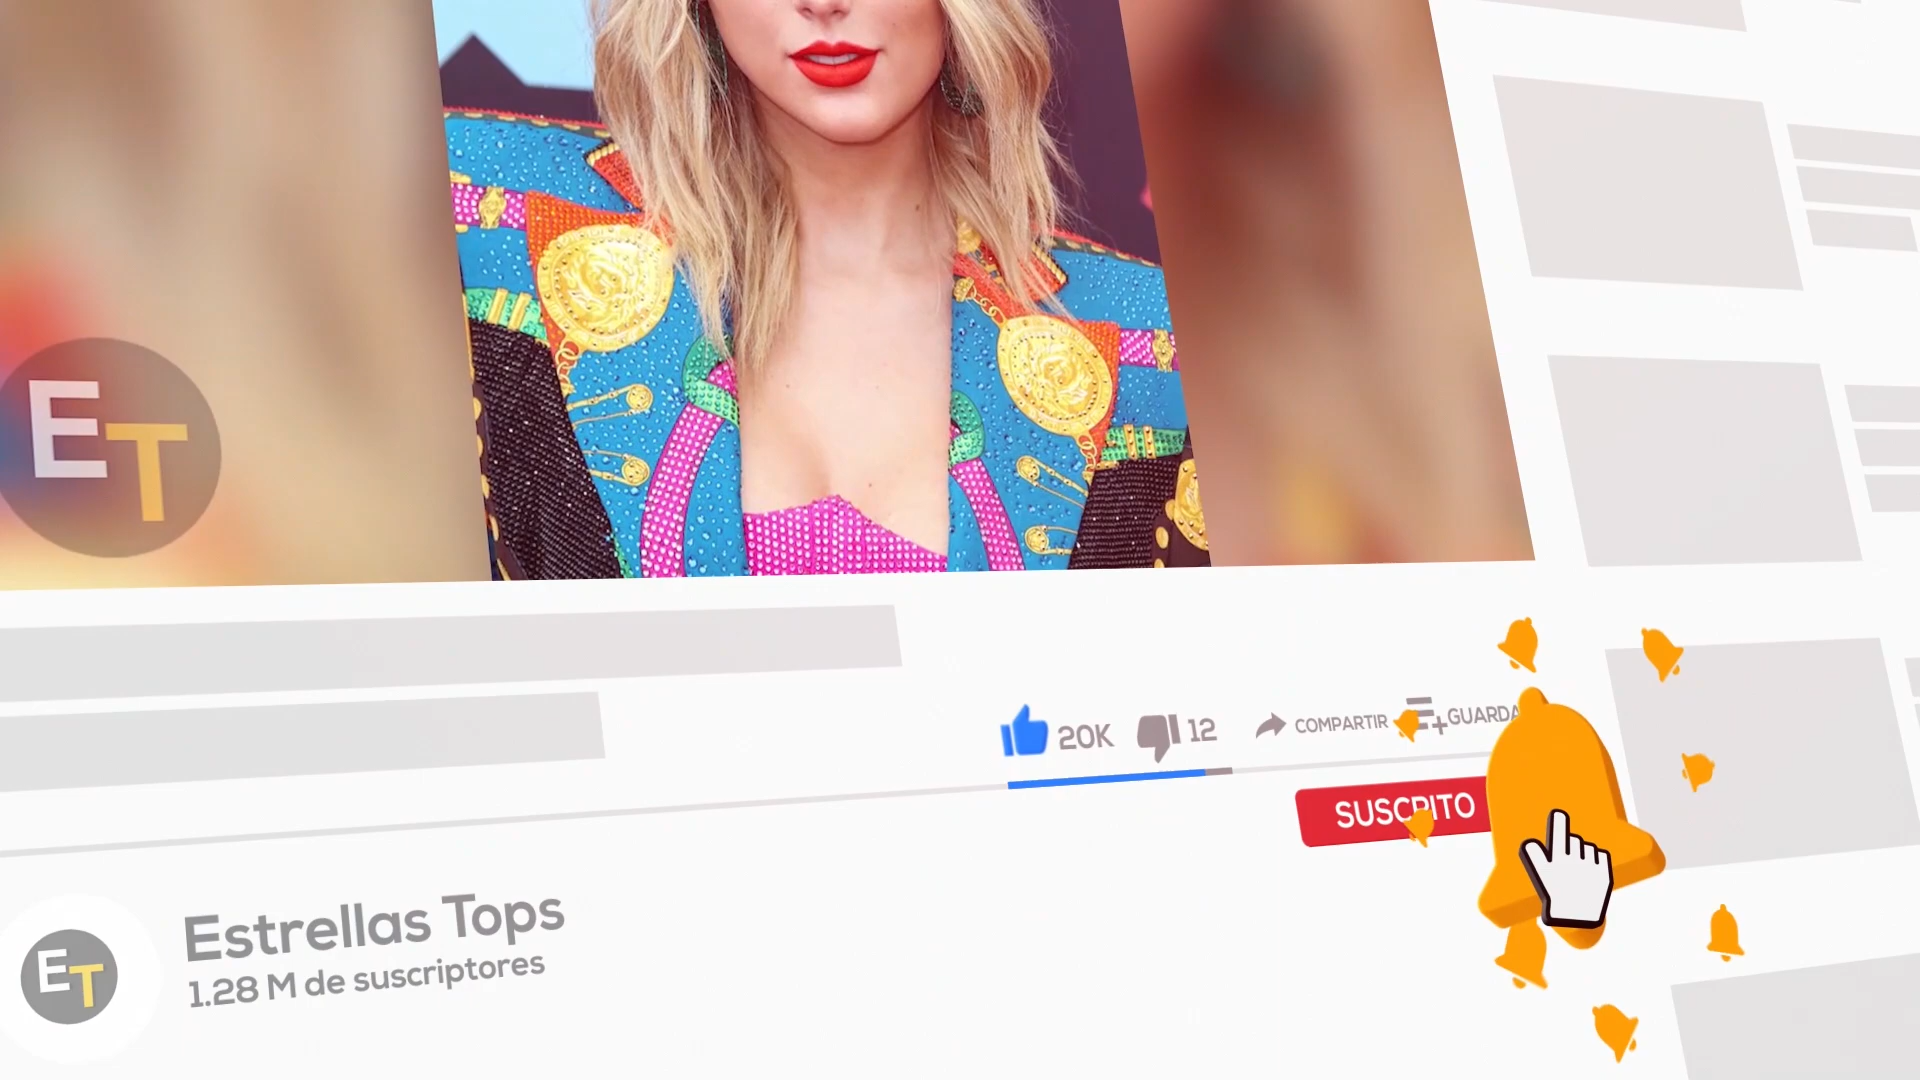 ET
20K
12
COMPARTIR
GUARDA
SUSCRITO
Estrellas Tops
1.28 M de suscriptores
ET